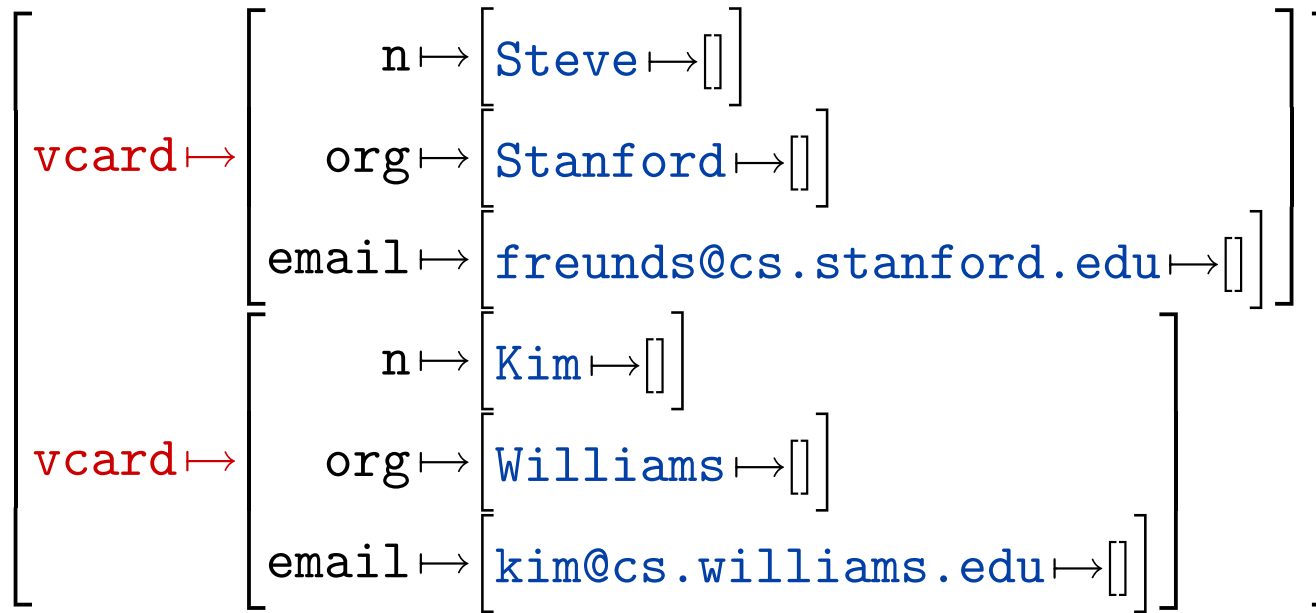 n ↦ [Steve ↦ []]
vcard ↦ org ↦ [Stanford ↦ []]
email ↦ [freunds@cs.stanford.edu ↦ []]
n ↦ [Kim ↦ []]
vcard ↦ org ↦ [Williams ↦ []]
email ↦ [kim@cs.williams.edu ↦ []]